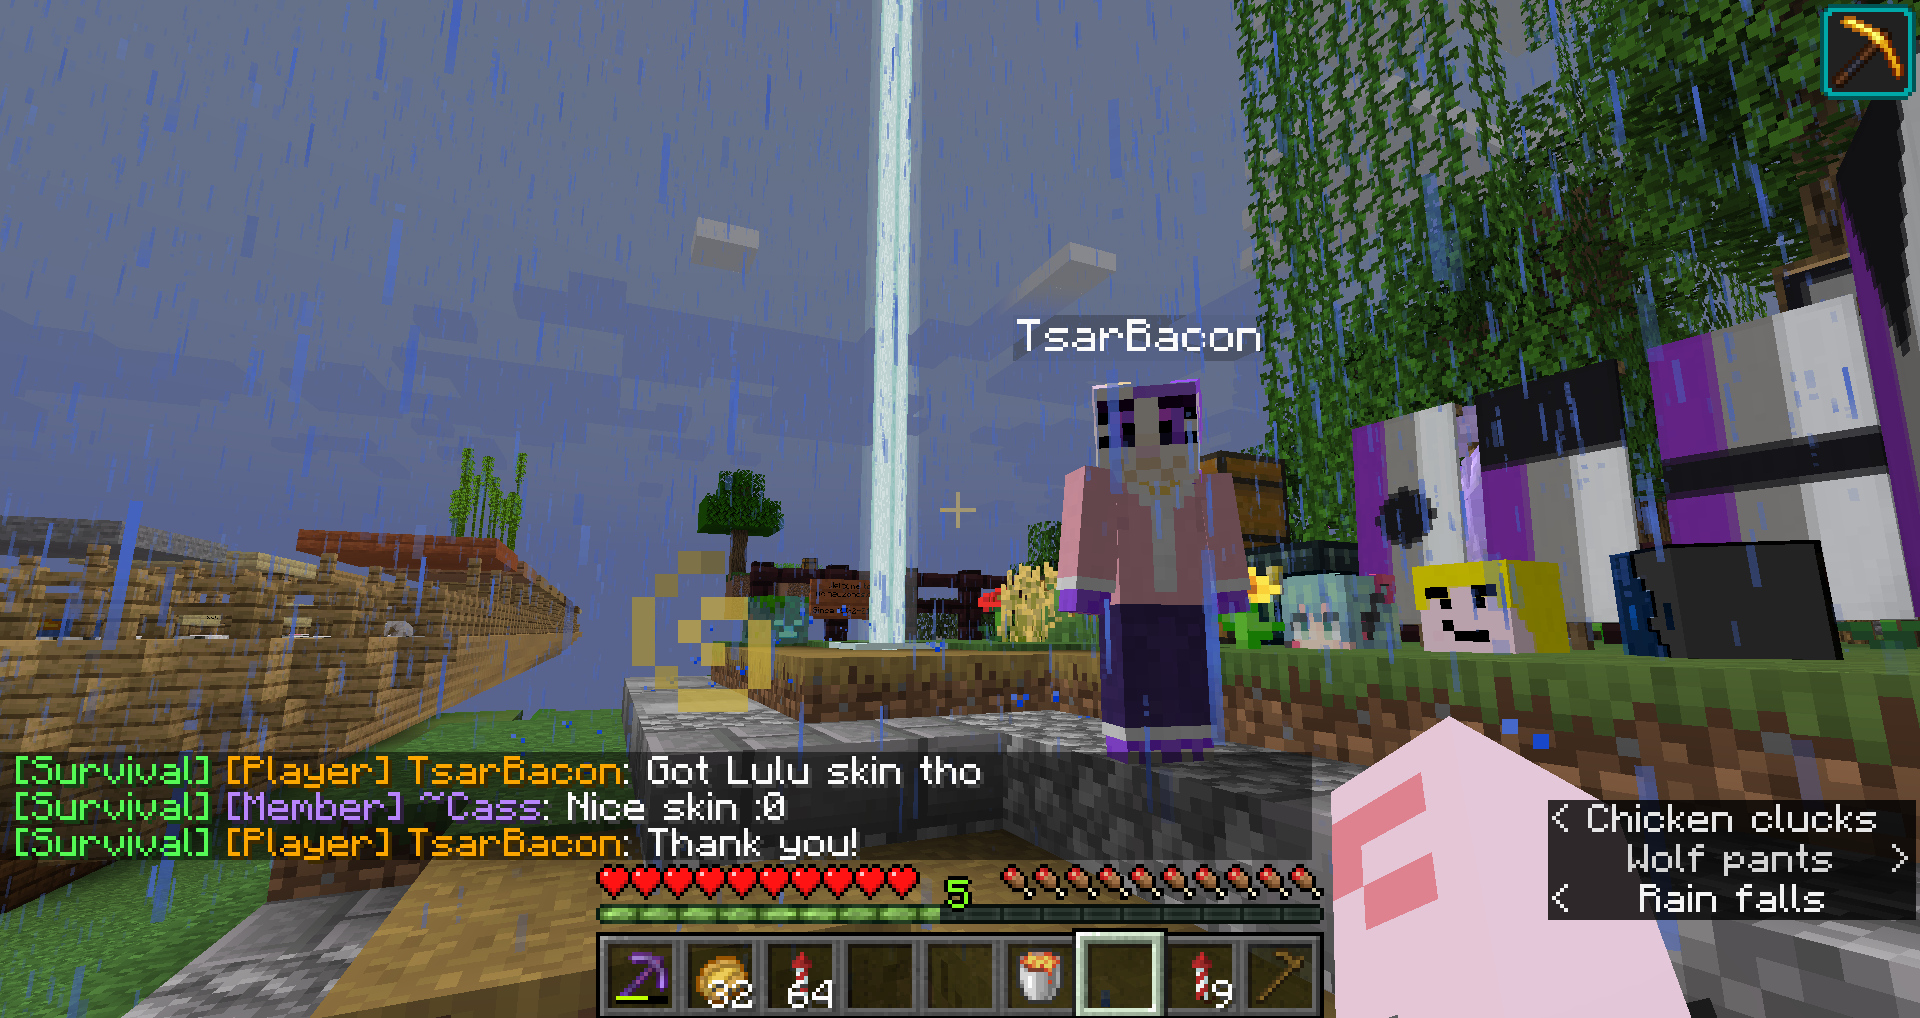 TsarBacon
[Survival] [Player] TsarBacon: Got Lulu skin tho
[Survival] [Member] ~Cass: Nice skin :0
[Survival] [Player] TsarBacon: Thank you!
< Chicken clucks
Wolf pants >
< Rain falls
5
32
64
9